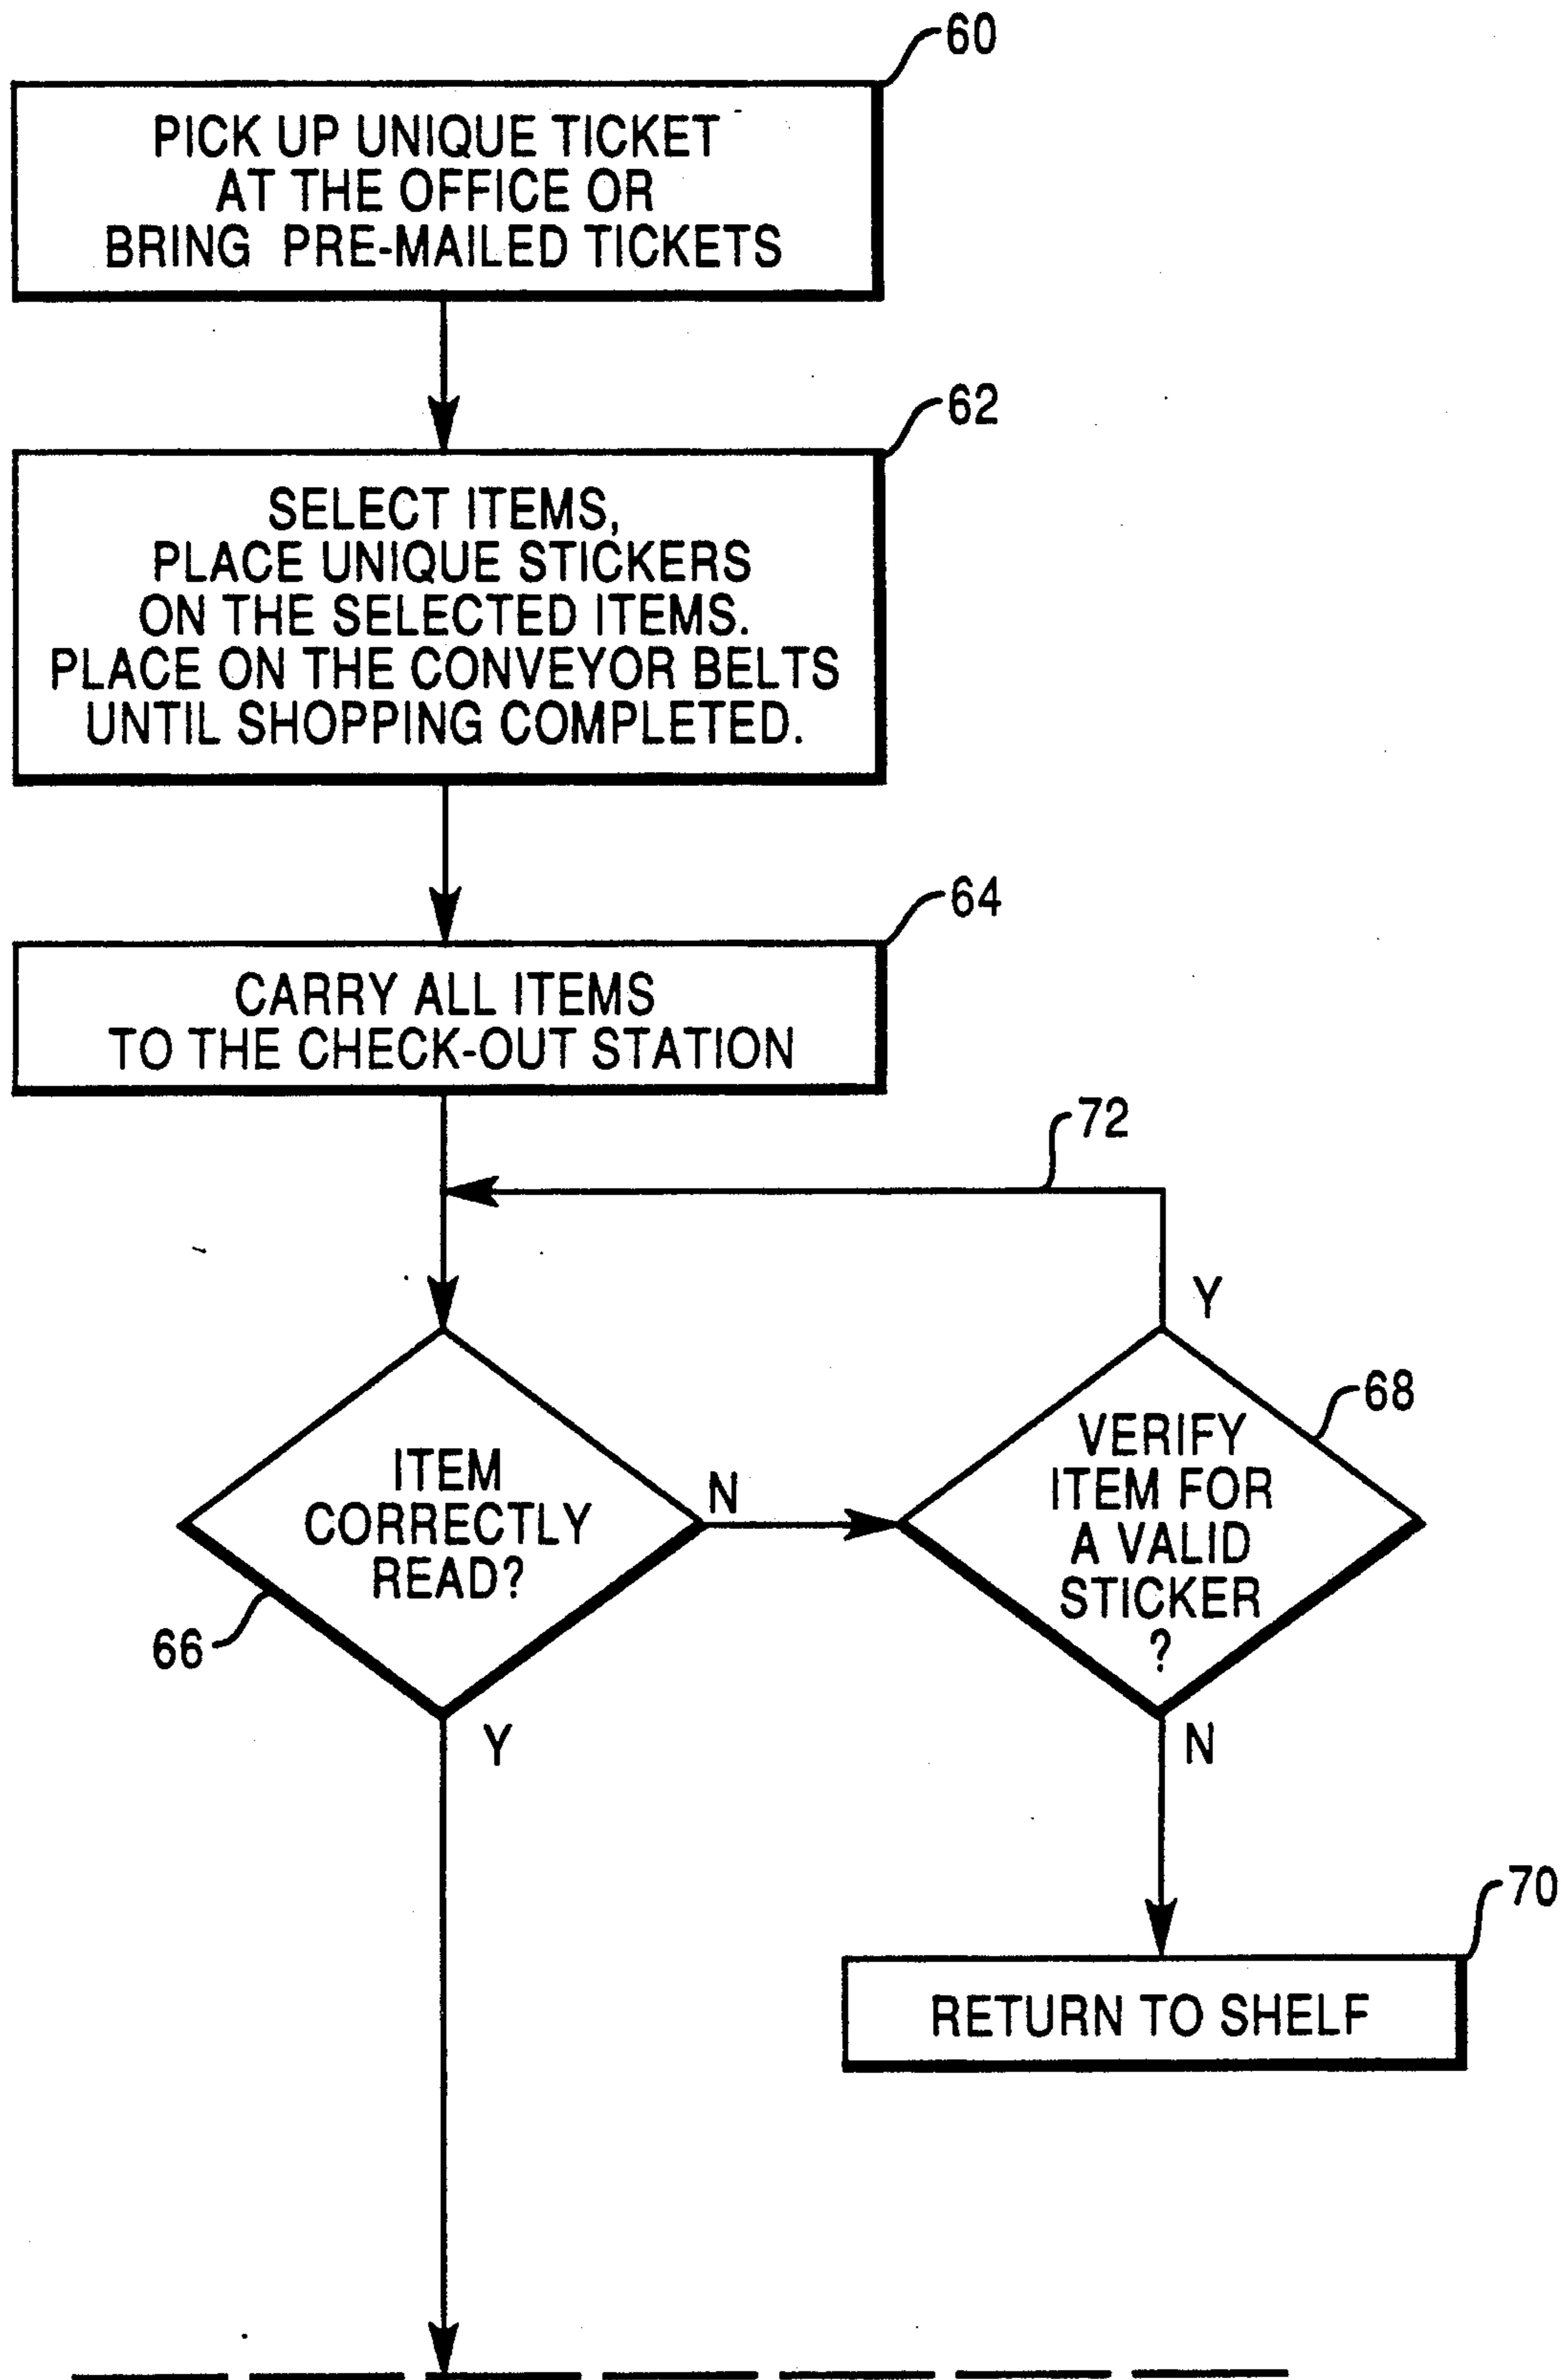 60
PICK UP UNIQUE TICKET
AT THE OFFICE OR
BRING PRE-MAILED TICKETS
62
SELECT ITEMS,
PLACE UNIQUE STICKERS
ON THE SELECTED ITEMS.
PLACE ON THE CONVEYOR BELTS
UNTIL SHOPPING COMPLETED.
64
CARRY ALL ITEMS
TO THE CHECK-OUT STATION
72
Y
68
ITEM
CORRECTLY
READ?
N
66
Y
VERIFY
ITEM FOR
A VALID
STICKER
?
N
70
RETURN TO SHELF